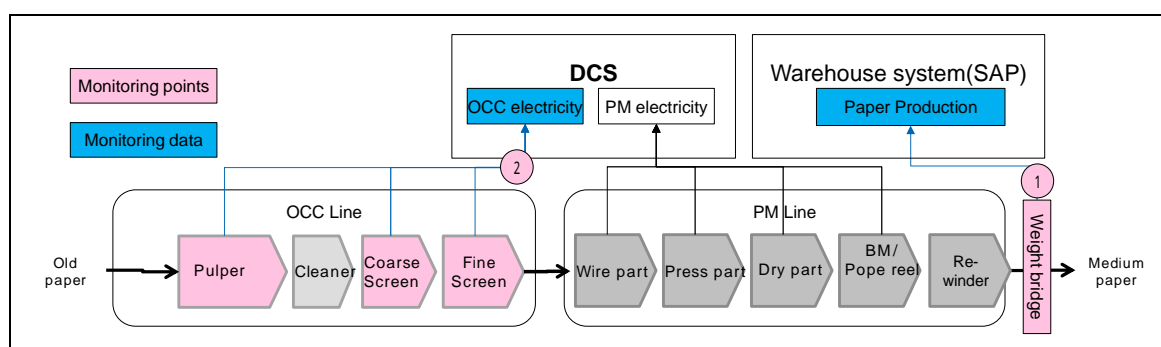 Monitoring points
Monitoring data
DCS
OCC electricity
PM electricity
Warehouse system(SAP)
Paper Production
2
1
OCC Line
PM Line
Old
paper
Pulper
Cleaner
Coarse
Screen
Fine
Screen
Wire part
Press part
Dry part
BM/
Pope reel
Re-
winder
Weight bridge
Medium
paper